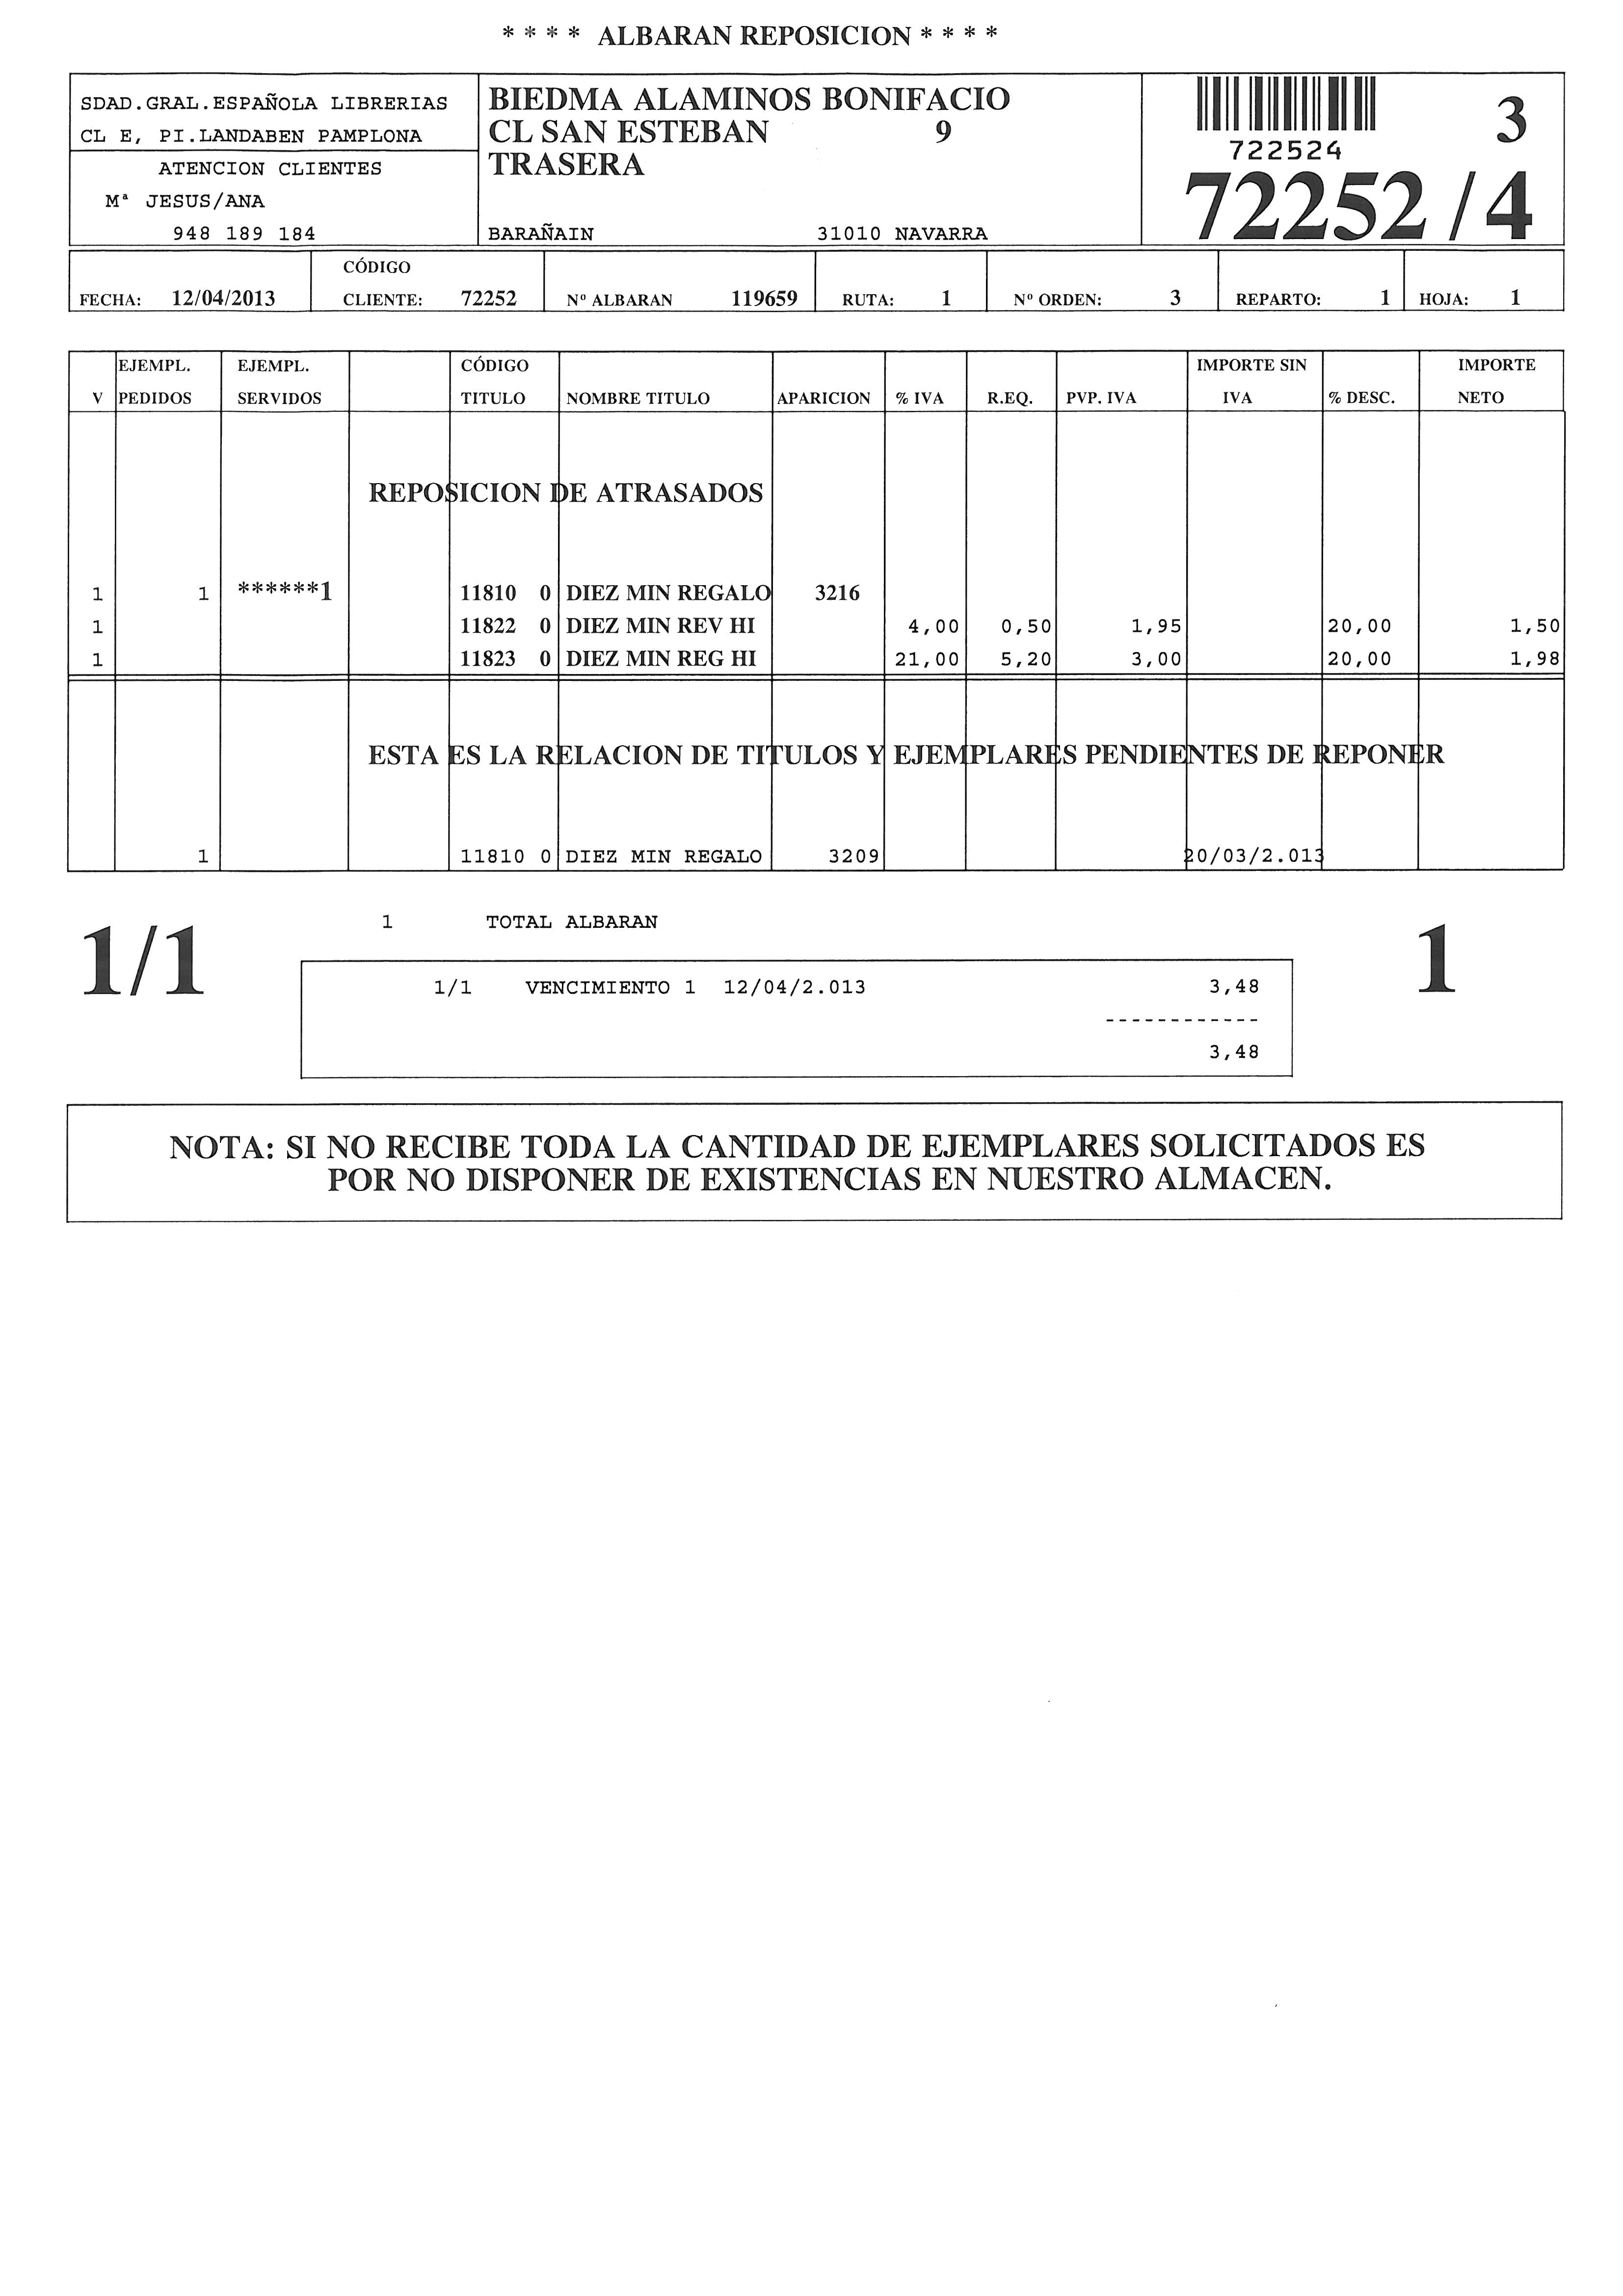 * * * * ALBARAN REPOSICION * * * *
SDAD.GRAL.ESPAÑOLA LIBRERIAS
CL E, PI.LANDABEN PAMPLONA
ATENCION CLIENTES
Mª JESUS/ANA
948 189 184
BIEDMA ALAMINOS BONIFACIO
CL SAN ESTEBAN 9
TRASERA
BARAÑAIN 31010 NAVARRA
3
722524
72252 / 4
FECHA: 12/04/2013 CÓDIGO CLIENTE: 72252 Nº ALBARAN 119659 RUTA: 1 Nº ORDEN: 3 REPARTO: 1 HOJA: 1
V EJEMPL. PEDIDOS EJEMPL. SERVIDOS CÓDIGO TITULO NOMBRE TITULO APARICION % IVA R.EQ. PVP. IVA IMPORTE SIN IVA % DESC. IMPORTE NETO
REPOSICION DE ATRASADOS
1 1 ******1 11810 0 DIEZ MIN REGALO 3216
1 11822 0 DIEZ MIN REV HI 4,00 0,50 1,95 20,00 1,50
1 11823 0 DIEZ MIN REG HI 21,00 5,20 3,00 20,00 1,98
ESTA ES LA RELACION DE TITULOS Y EJEMPLARES PENDIENTES DE REPONER
1 11810 0 DIEZ MIN REGALO 3209 20/03/2.013
1 TOTAL ALBARAN
1/1
1
1/1 VENCIMIENTO 1 12/04/2.013 3,48
------------
3,48
NOTA: SI NO RECIBE TODA LA CANTIDAD DE EJEMPLARES SOLICITADOS ES
POR NO DISPONER DE EXISTENCIAS EN NUESTRO ALMACEN.